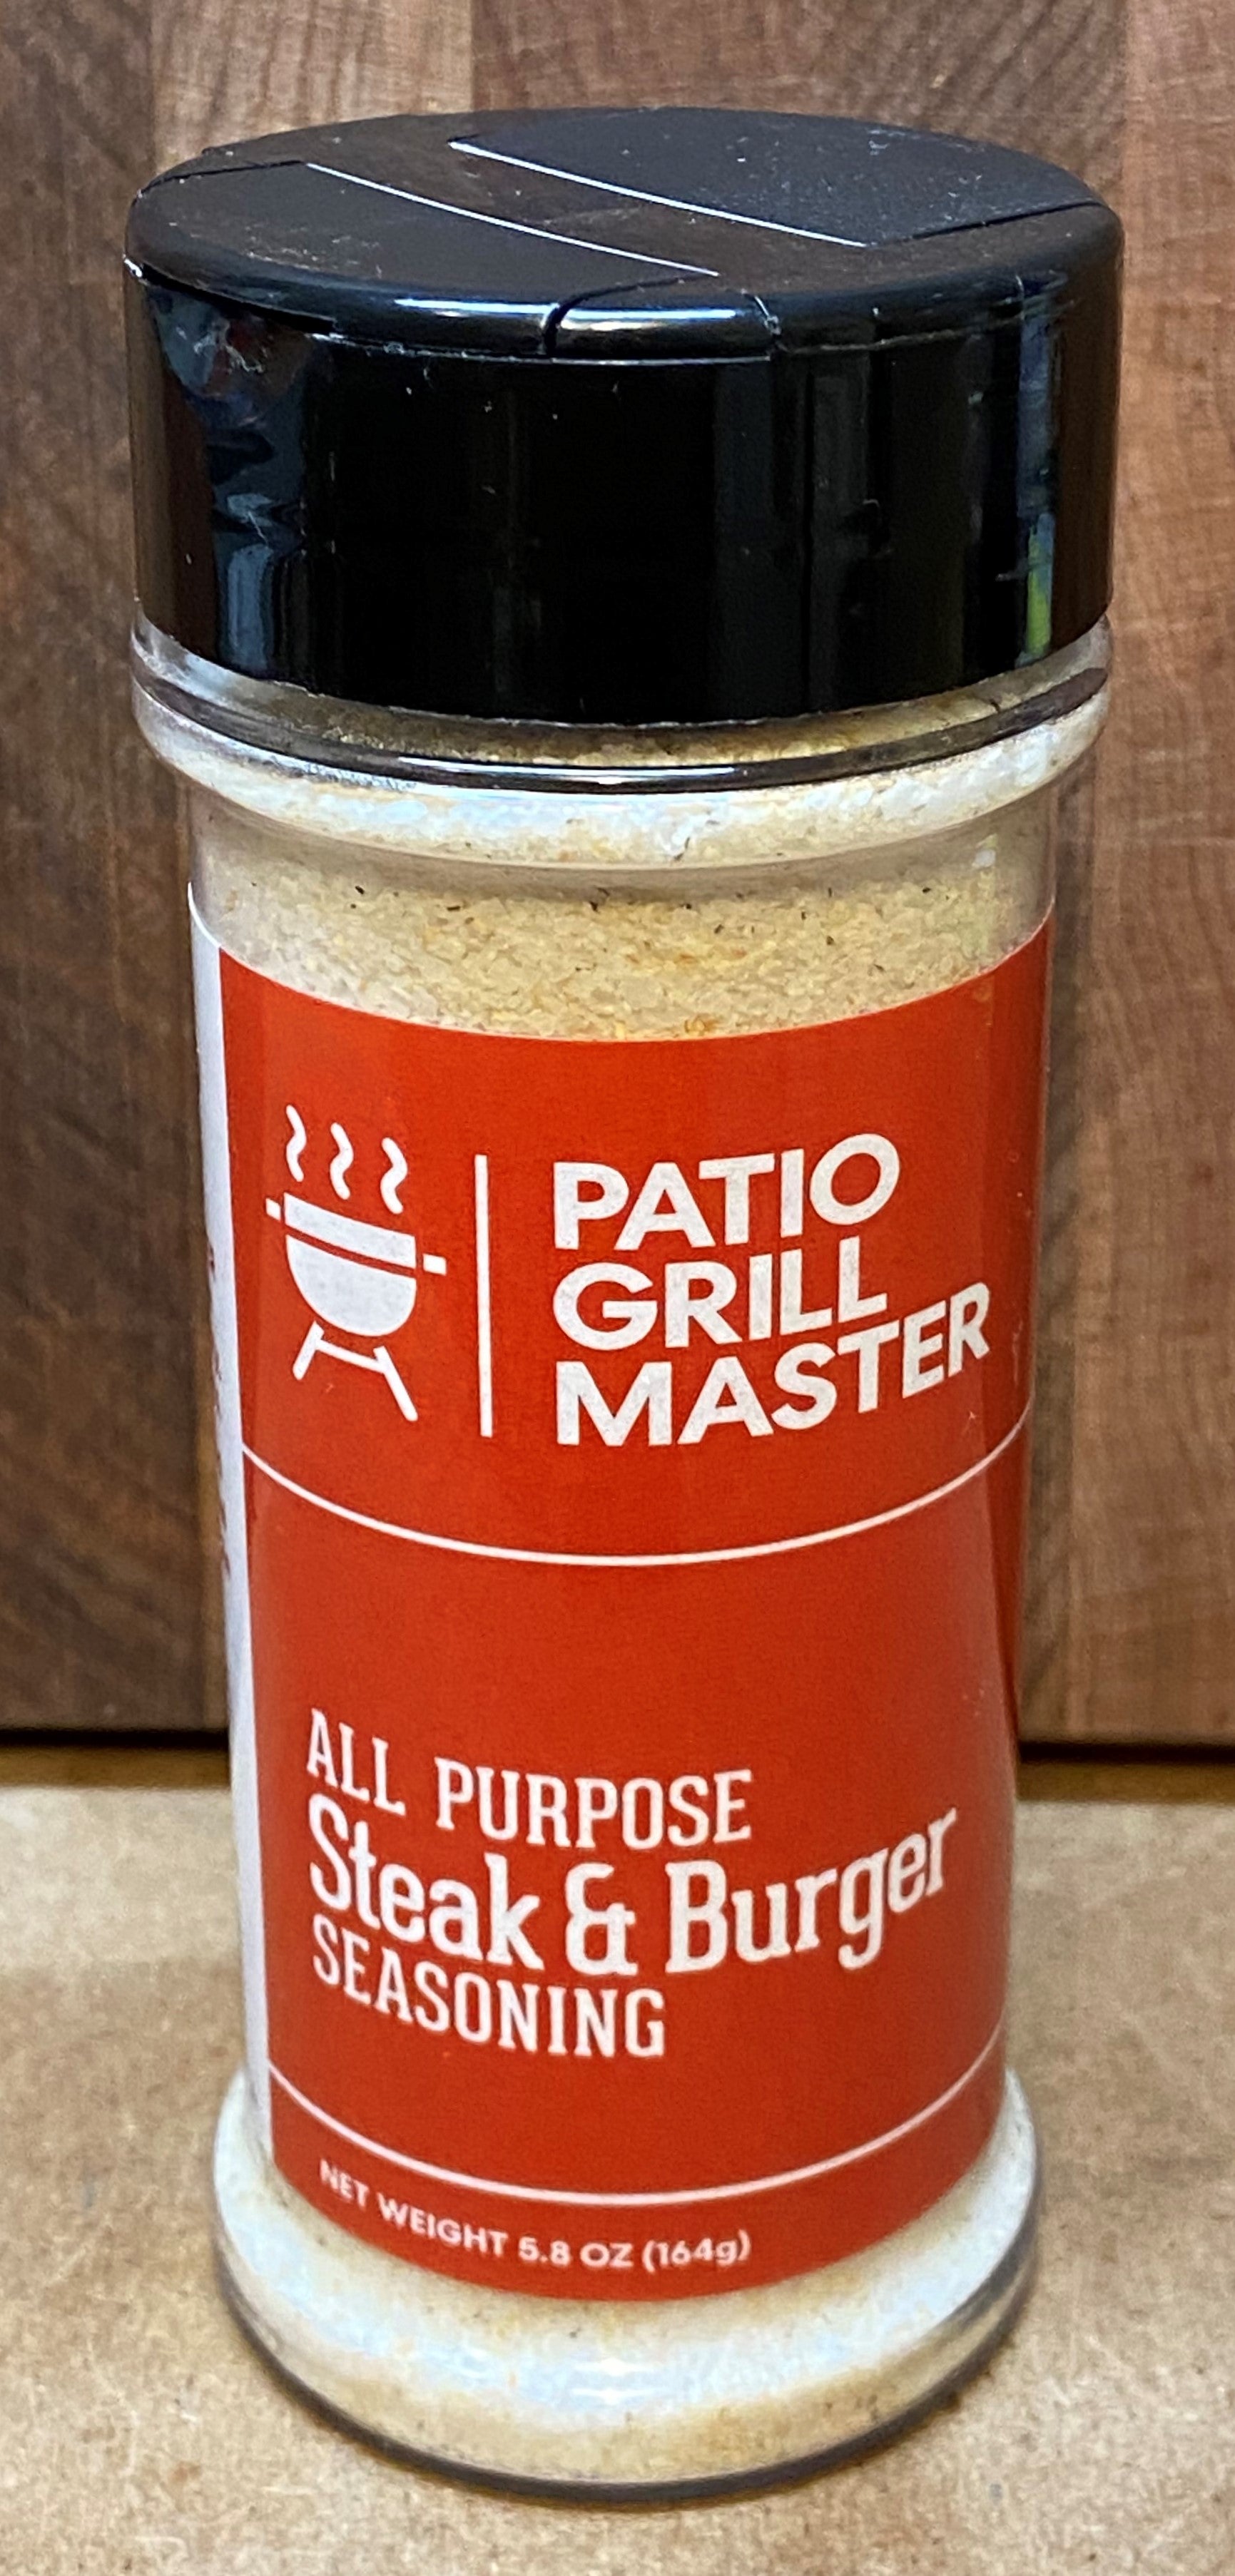 PATIO
GRILL
MASTER
ALL PURPOSE
Steak & Burger
SEASONING
NET WEIGHT 5.8 OZ (164g)